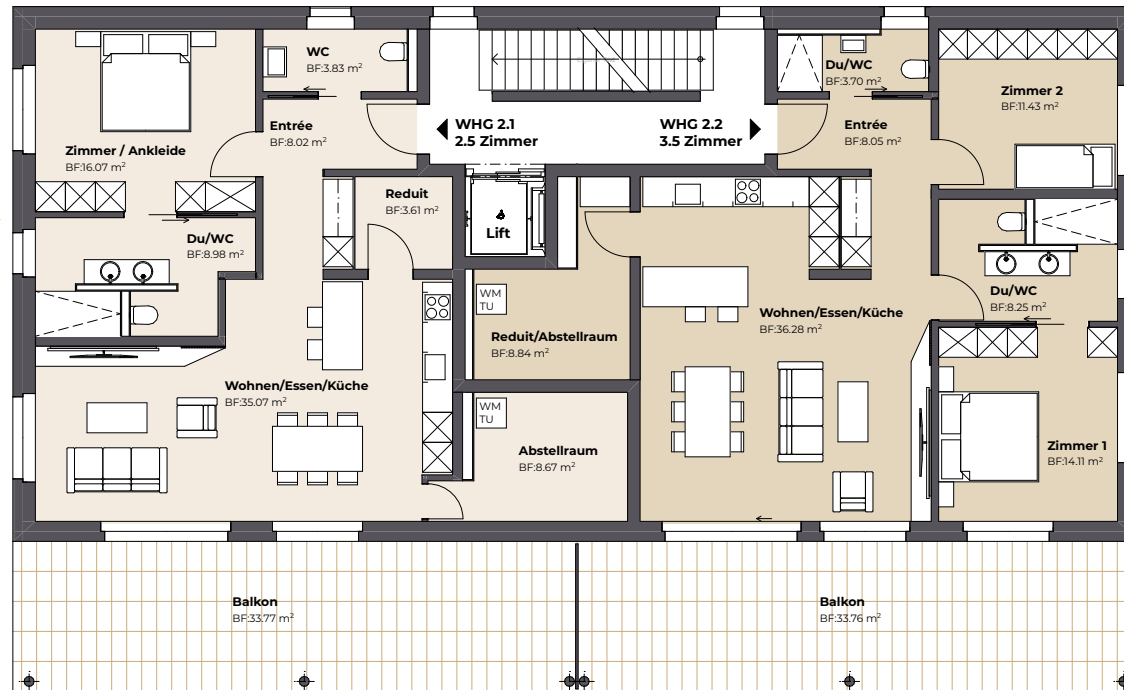 WC
BF:3.83 m²
Entrée
BF:8.02 m²
Zimmer / Ankleide
BF:16.07 m²
Du/WC
BF:8.98 m²
Reduit
BF:3.61 m²
WHG 2.1
2.5 Zimmer
WHG 2.2
3.5 Zimmer
Lift
Du/WC
BF:3.70 m²
Entrée
BF:8.05 m²
Zimmer 2
BF:11.43 m²
Du/WC
BF:8.25 m²
WM
TU
Reduit/Abstellraum
BF:8.84 m²
Wohnen/Essen/Küche
BF:36.28 m²
Wohnen/Essen/Küche
BF:35.07 m²
WM
TU
Abstellraum
BF:8.67 m²
Zimmer 1
BF:14.11 m²
Balkon
BF:33.77 m²
Balkon
BF:33.76 m²